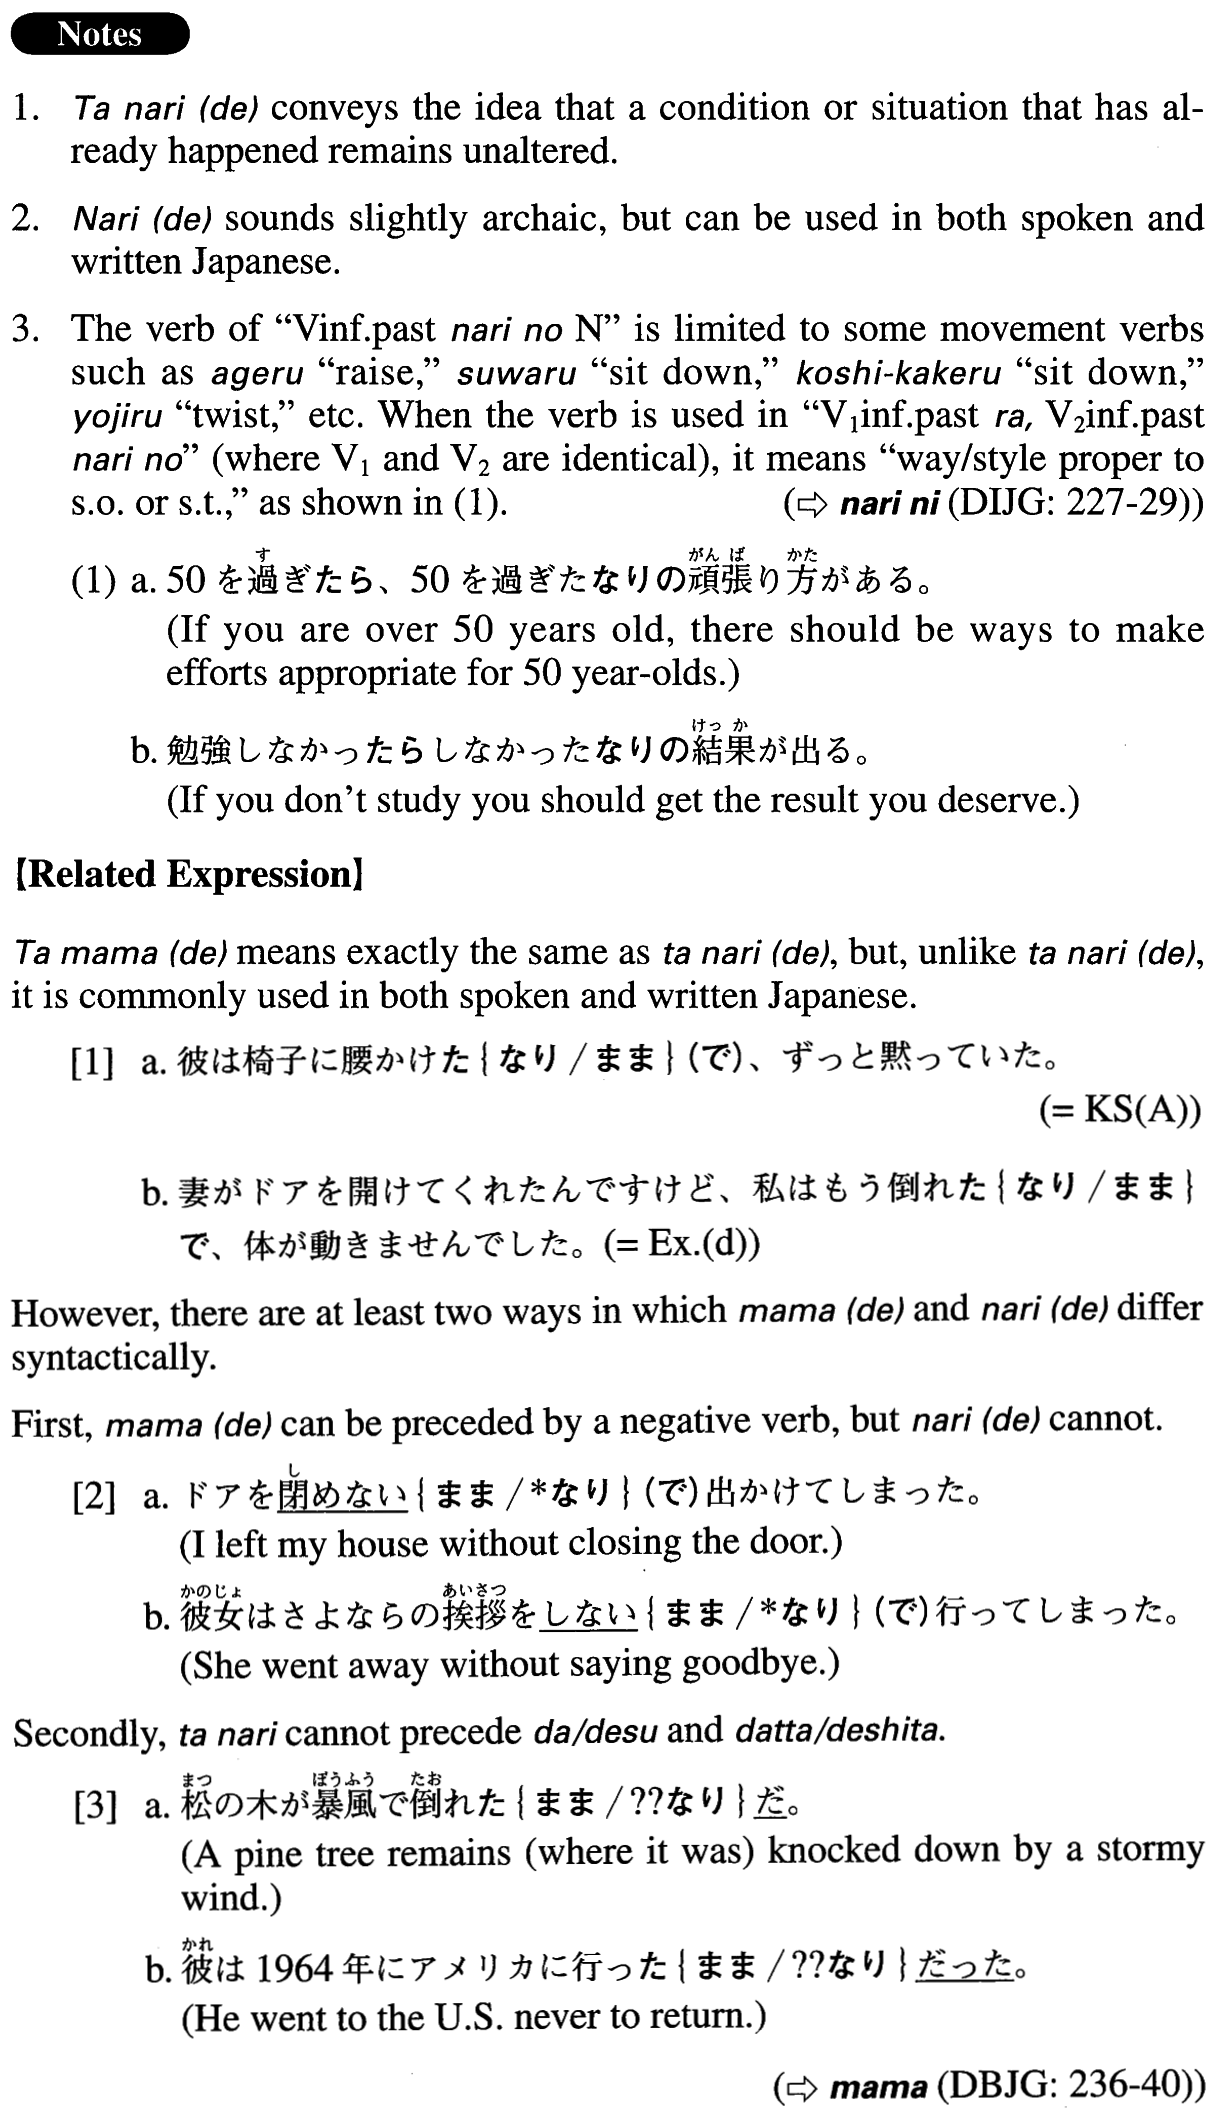 Notes
1. Ta nari (de) conveys the idea that a condition or situation that has al-
ready happened remains unaltered.
2. Nari (de) sounds slightly archaic, but can be used in both spoken and
written Japanese.
3. The verb of “Vinf.past nari no N” is limited to some movement verbs
such as ageru “raise,” suwaru “sit down,” koshi-kakeru “sit down,”
yojiru “twist,” etc. When the verb is used in “V₁inf.past ra, V₂inf.past
nari no” (where V₁ and V₂ are identical), it means “way/style proper to
s.o. or s.t.,” as shown in (1). (⇨ nari ni (DIJG: 227-29))
す がん ば かた
(1) a. 50 を過ぎたら、50 を過ぎたなりの頑張り方がある。
(If you are over 50 years old, there should be ways to make
efforts appropriate for 50 year-olds.)
けっ か
b. 勉強しなかったらしなかったなりの結果が出る。
(If you don’t study you should get the result you deserve.)
【Related Expression】
Ta mama (de) means exactly the same as ta nari (de), but, unlike ta nari (de),
it is commonly used in both spoken and written Japanese.
[1] a. 彼は椅子に腰かけた{なり/まま}(で)、ずっと黙っていた。
(= KS(A))
b. 妻がドアを開けてくれたんですけど、私はもう倒れた{なり/まま}
で、体が動きませんでした。(= Ex.(d))
However, there are at least two ways in which mama (de) and nari (de) differ
syntactically.
First, mama (de) can be preceded by a negative verb, but nari (de) cannot.
し
[2] a. ドアを閉めない{まま/*なり}(で)出かけてしまった。
(I left my house without closing the door.)
かのじょ あいさつ
b. 彼女はさよならの挨拶をしない{まま/*なり}(で)行ってしまった。
(She went away without saying goodbye.)
Secondly, ta nari cannot precede da/desu and datta/deshita.
まつ ぼうふう たお
[3] a. 松の木が暴風で倒れた{まま/??なり}だ。
(A pine tree remains (where it was) knocked down by a stormy
wind.)
かれ
b. 彼は 1964 年にアメリカに行った{まま/??なり}だった。
(He went to the U.S. never to return.)
(⇨ mama (DBJG: 236-40))